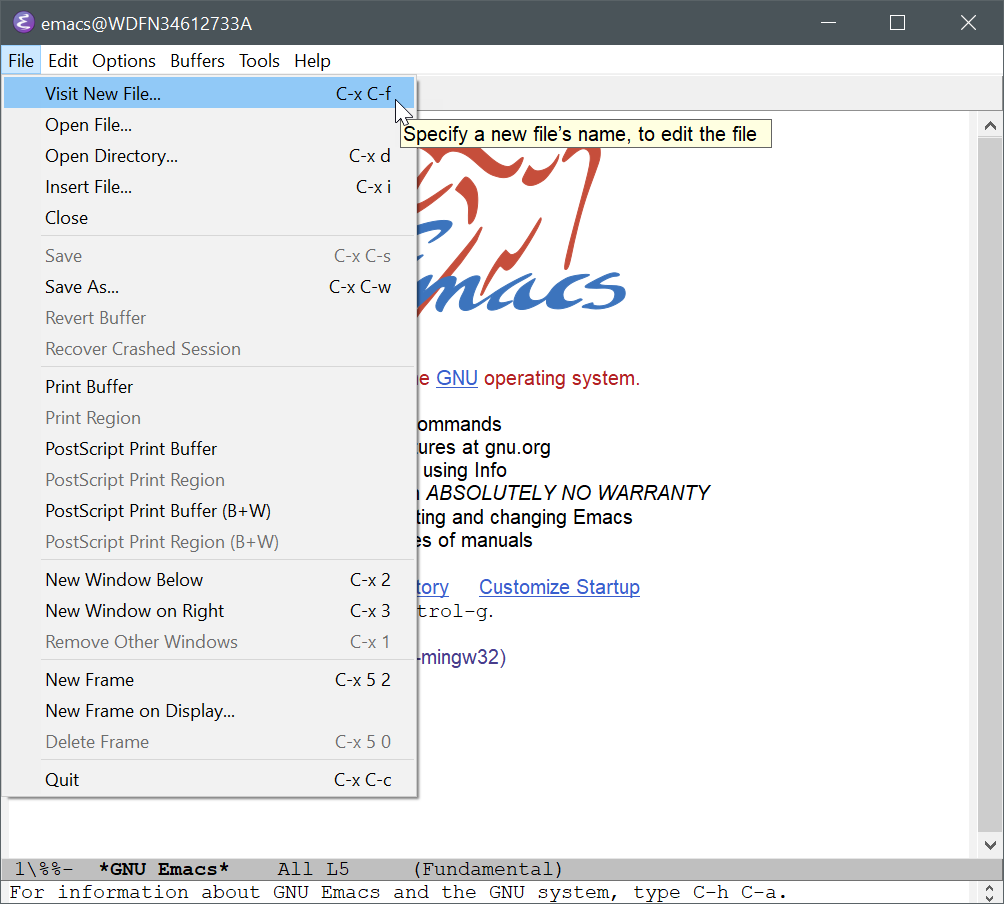 emacs@WDFN34612733A
File Edit Options Buffers Tools Help
Visit New File... C-x C-f
Specify a new file's name, to edit the file
Open File...
Open Directory... C-x d
Insert File... C-x i
Close
Save C-x C-s
Save As... C-x C-w
macs
Revert Buffer
Recover Crashed Session
GNU operating system.
Print Buffer
Print Region
ommands
PostScript Print Buffer
tures at gnu.org
using Info
PostScript Print Region
ABSOLUTELY NO WARRANTY
PostScript Print Buffer (B+W)
ting and changing Emacs
PostScript Print Region (B+W)
es of manuals
New Window Below C-x 2
tory Customize Startup
New Window on Right C-x 3
trol-g.
Remove Other Windows C-x 1
-mingw32)
New Frame C-x 5 2
New Frame on Display...
Delete Frame C-x 5 0
Quit C-x C-c
1\%%- *GNU Emacs* All L5 (Fundamental)
For information about GNU Emacs and the GNU system, type C-h C-a.